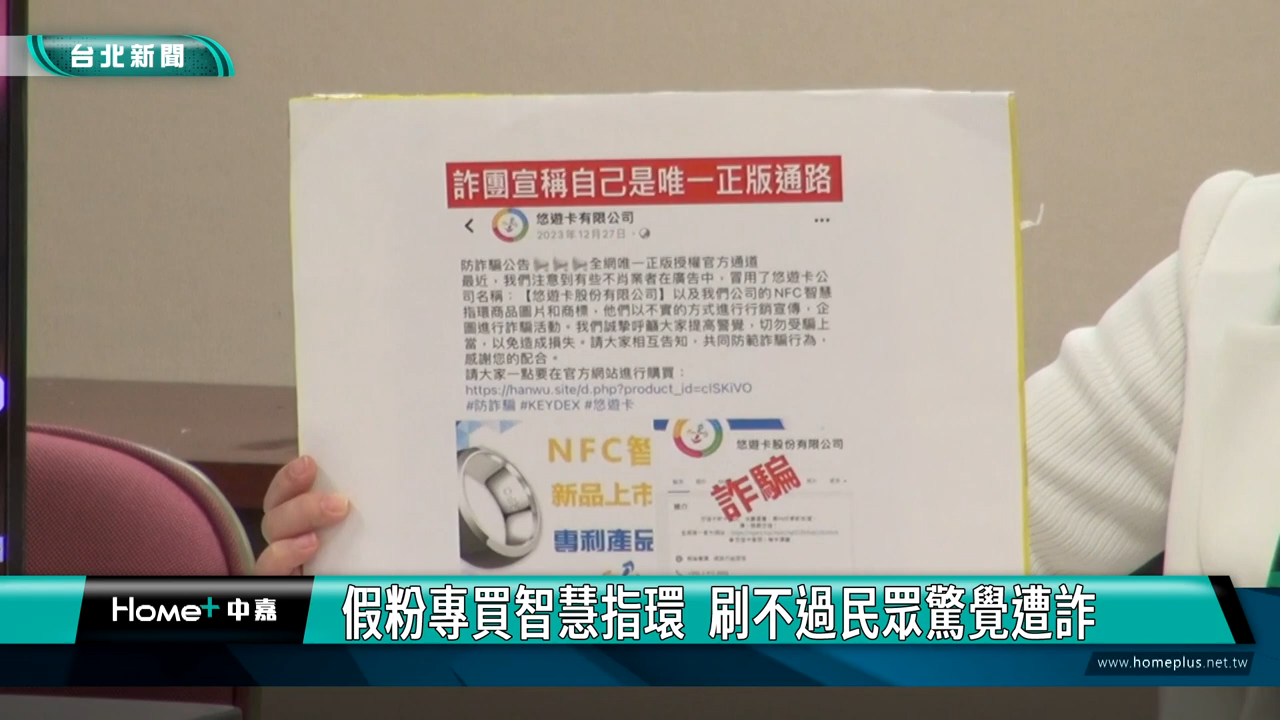 台北新聞
詐團宣稱自己是唯一正版通路
悠遊卡有限公司
2023年12月27日
防詐騙公告 全網唯一正版授權官方通道
最近，我們注意到有些不肖業者在廣告中，冒用了悠遊卡公
司名稱：【悠遊卡股份有限公司】以及我們公司的NFC智慧
指環商品圖片和商標，他們以不實的方式進行行銷宣傳，企
圖進行詐騙活動。我們誠摯呼籲大家提高警覺，切勿受騙上
當，以免造成損失。請大家相互告知，共同防範詐騙行為，
感謝您的配合。
請大家一點要在官方網站進行購買：
https://hanwu.site/d.php?product_id=clSKiVO
#防詐騙 #KEYDEX #悠遊卡
NFC智
新品上市
專利產品
悠遊卡股份有限公司
詐騙
Home+中嘉
假粉專買智慧指環 刷不過民眾驚覺遭詐
www.homeplus.net.tw